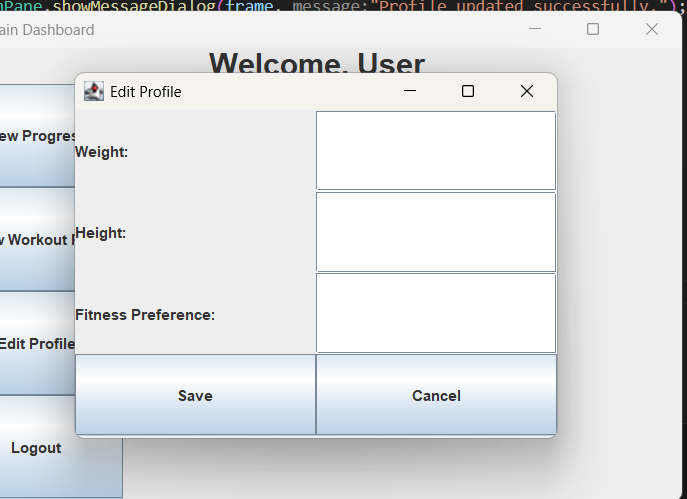 nPane.showMessageDialog(frame, message:"Profile updated successfully.");
ain Dashboard
Welcome, User
Edit Profile
ew Progres
Weight:
w Workout
Height:
Fitness Preference:
Edit Profile
Save
Cancel
Logout